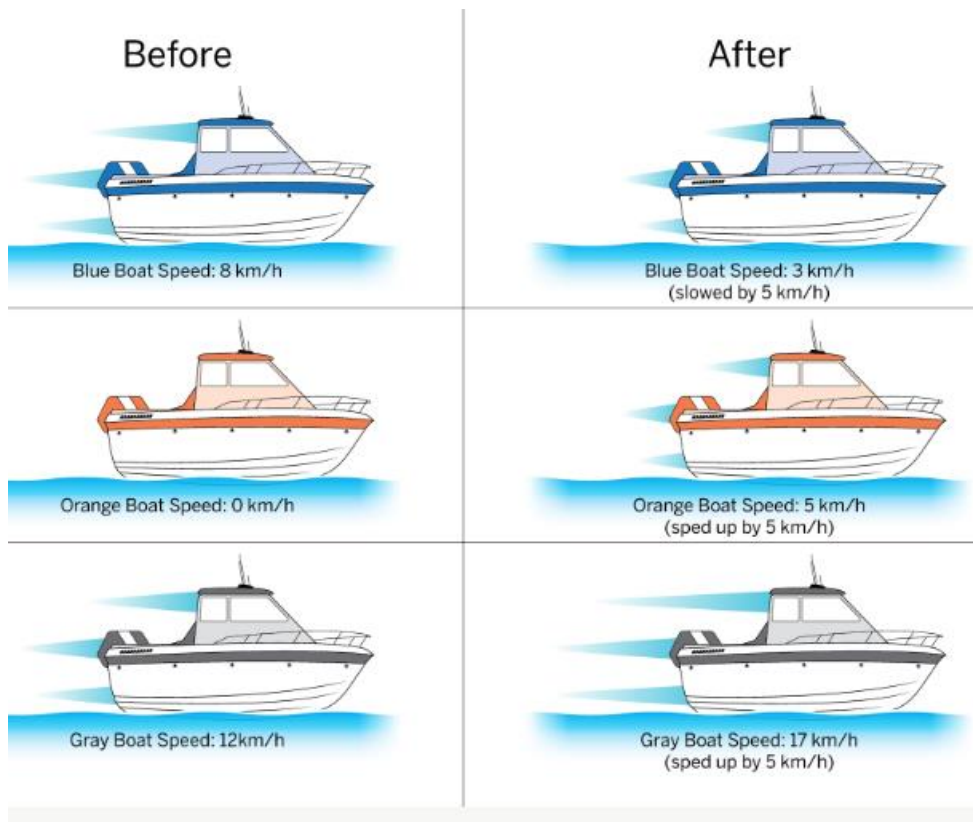 Before
After
Blue Boat Speed: 8 km/h
Blue Boat Speed: 3 km/h
(slowed by 5 km/h)
Orange Boat Speed: 0 km/h
Orange Boat Speed: 5 km/h
(sped up by 5 km/h)
Gray Boat Speed: 12km/h
Gray Boat Speed: 17 km/h
(sped up by 5 km/h)